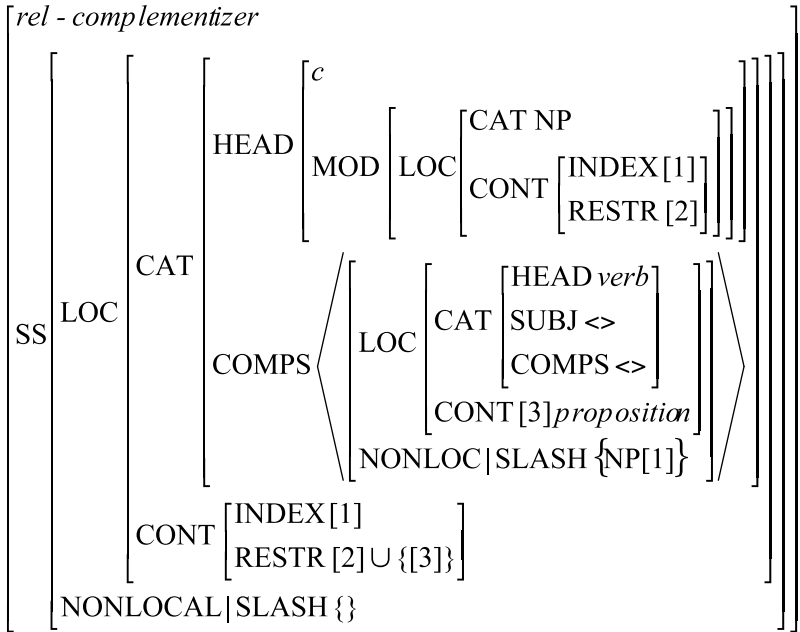 rel - complementizer
c
CAT NP
HEAD
MOD
LOC
INDEX [1]
CONT
RESTR [2]
CAT
HEAD verb
LOC
SUBJ <>
SS
CAT
LOC
COMPS
COMPS <>
CONT [3] proposition
NONLOC | SLASH {NP[1]}
INDEX [1]
CONT
RESTR [2] ∪ {[3]}
NONLOCAL | SLASH {}